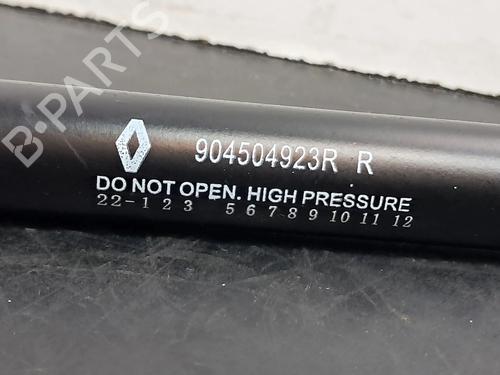 B-PARTS
904504923R R
DO NOT OPEN. HIGH PRESSURE
22-1 2 3 5 6 7 8 9 10 11 12